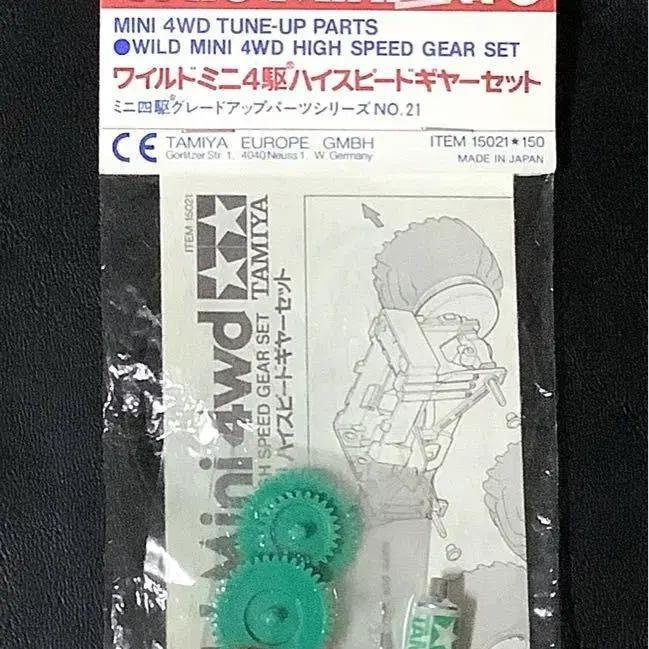 MINI 4WD TUNE-UP PARTS
●WILD MINI 4WD HIGH SPEED GEAR SET
ワイルドミニ4駆®ハイスピードギヤーセット
ミニ四駆®グレードアップパーツシリーズNO.21
CE TAMIYA EUROPE GMBH
Görlitzer Str. 1, 4040 Neuss 1, W. Germany
ITEM 15021★150
MADE IN JAPAN
ITEM 15021
Mini 4wd
TAMIYA
H SPEED GEAR SET
ハイスピードギヤーセット
TAM